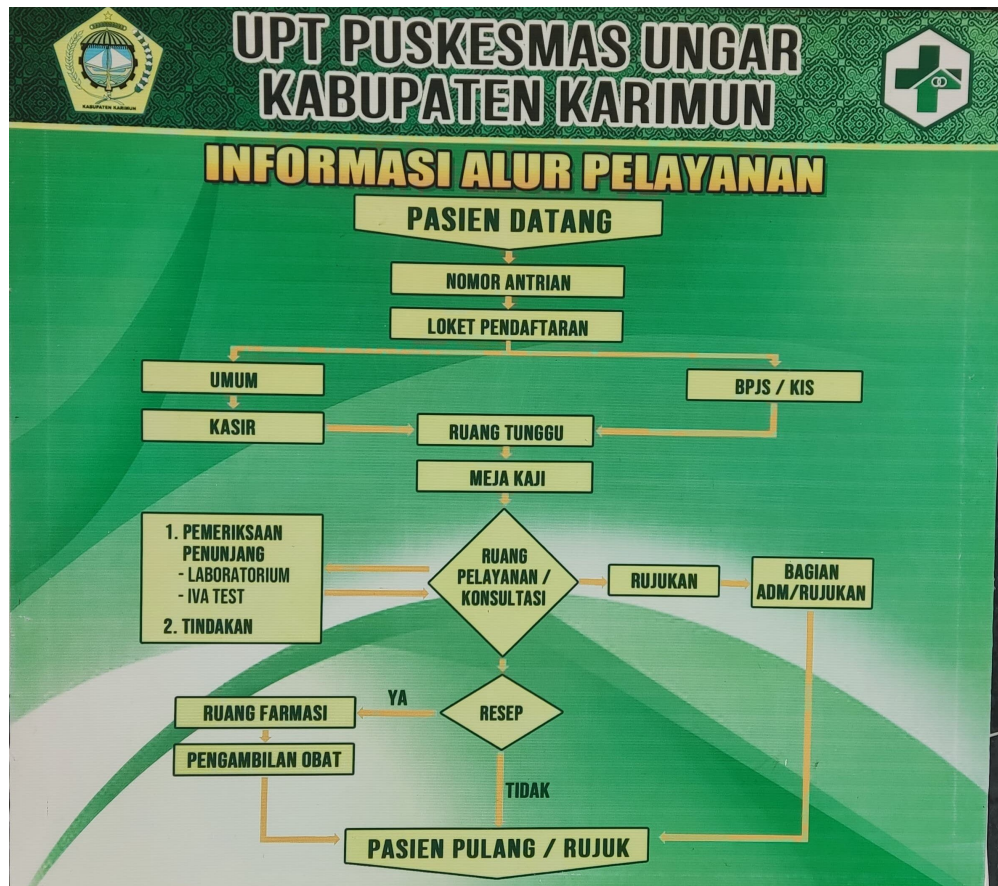 UPT PUSKESMAS UNGAR
KABUPATEN KARIMUN
KABUPATEN KARIMUN
INFORMASI ALUR PELAYANAN
PASIEN DATANG
NOMOR ANTRIAN
LOKET PENDAFTARAN
UMUM
BPJS / KIS
KASIR
RUANG TUNGGU
MEJA KAJI
1. PEMERIKSAAN
PENUNJANG
- LABORATORIUM
- IVA TEST
2. TINDAKAN
RUANG
PELAYANAN /
KONSULTASI
RUJUKAN
BAGIAN
ADM/RUJUKAN
RESEP
YA
RUANG FARMASI
PENGAMBILAN OBAT
TIDAK
PASIEN PULANG / RUJUK